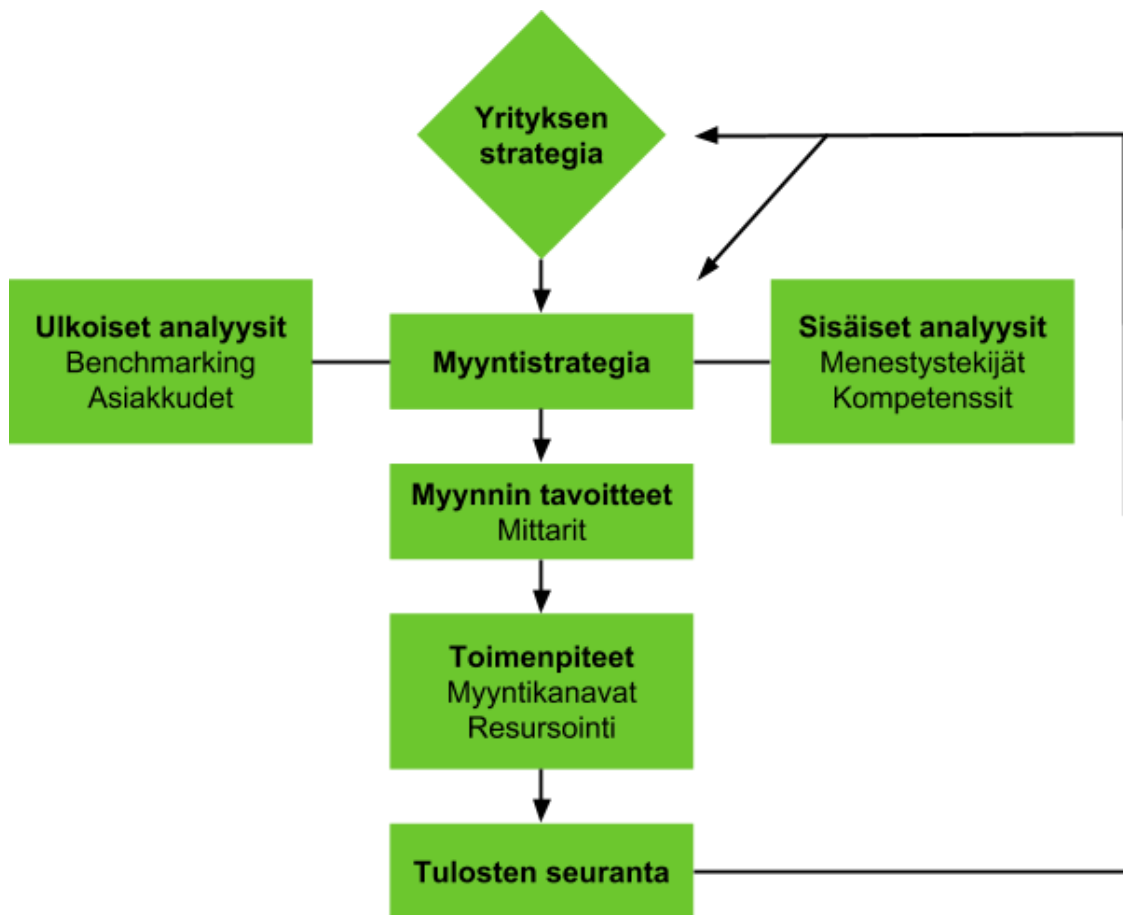 Yrityksen
strategia
Ulkoiset analyysit
Benchmarking
Asiakkudet
Myyntistrategia
Sisäiset analyysit
Menestystekijät
Kompetenssit
Myynnin tavoitteet
Mittarit
Toimenpiteet
Myyntikanavat
Resursointi
Tulosten seuranta